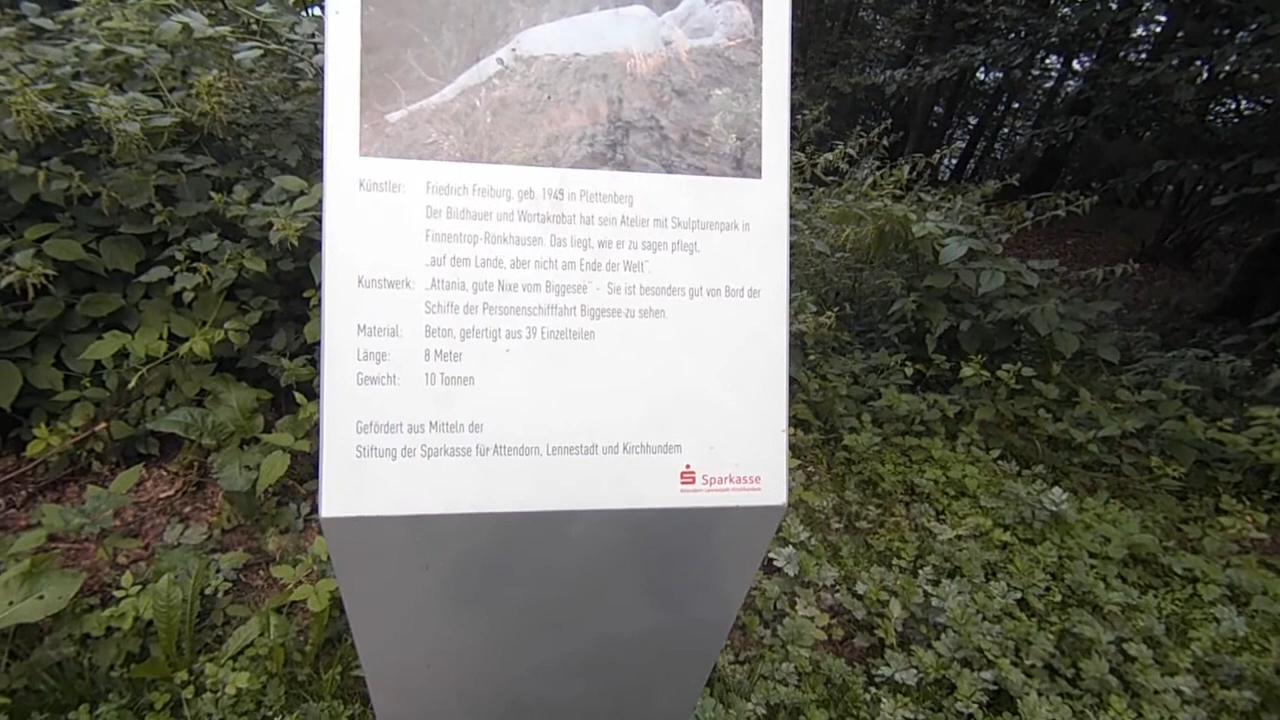 Künstler: Friedrich Freiburg, geb. 1949 in Plettenberg
Der Bildhauer und Wortakrobat hat sein Atelier mit Skulpturenpark in
Finnentrop-Rönkhausen. Das liegt, wie er zu sagen pflegt,
„auf dem Lande, aber nicht am Ende der Welt“.
Kunstwerk: „Attania, gute Nixe vom Biggesee“ - Sie ist besonders gut von Bord der
Schiffe der Personenschifffahrt Biggesee zu sehen.
Material: Beton, gefertigt aus 39 Einzelteilen
Länge: 8 Meter
Gewicht: 10 Tonnen
Gefördert aus Mitteln der
Stiftung der Sparkasse für Attendorn, Lennestadt und Kirchhundem
Sparkasse
Attendorn-Lennestadt-Kirchhundem